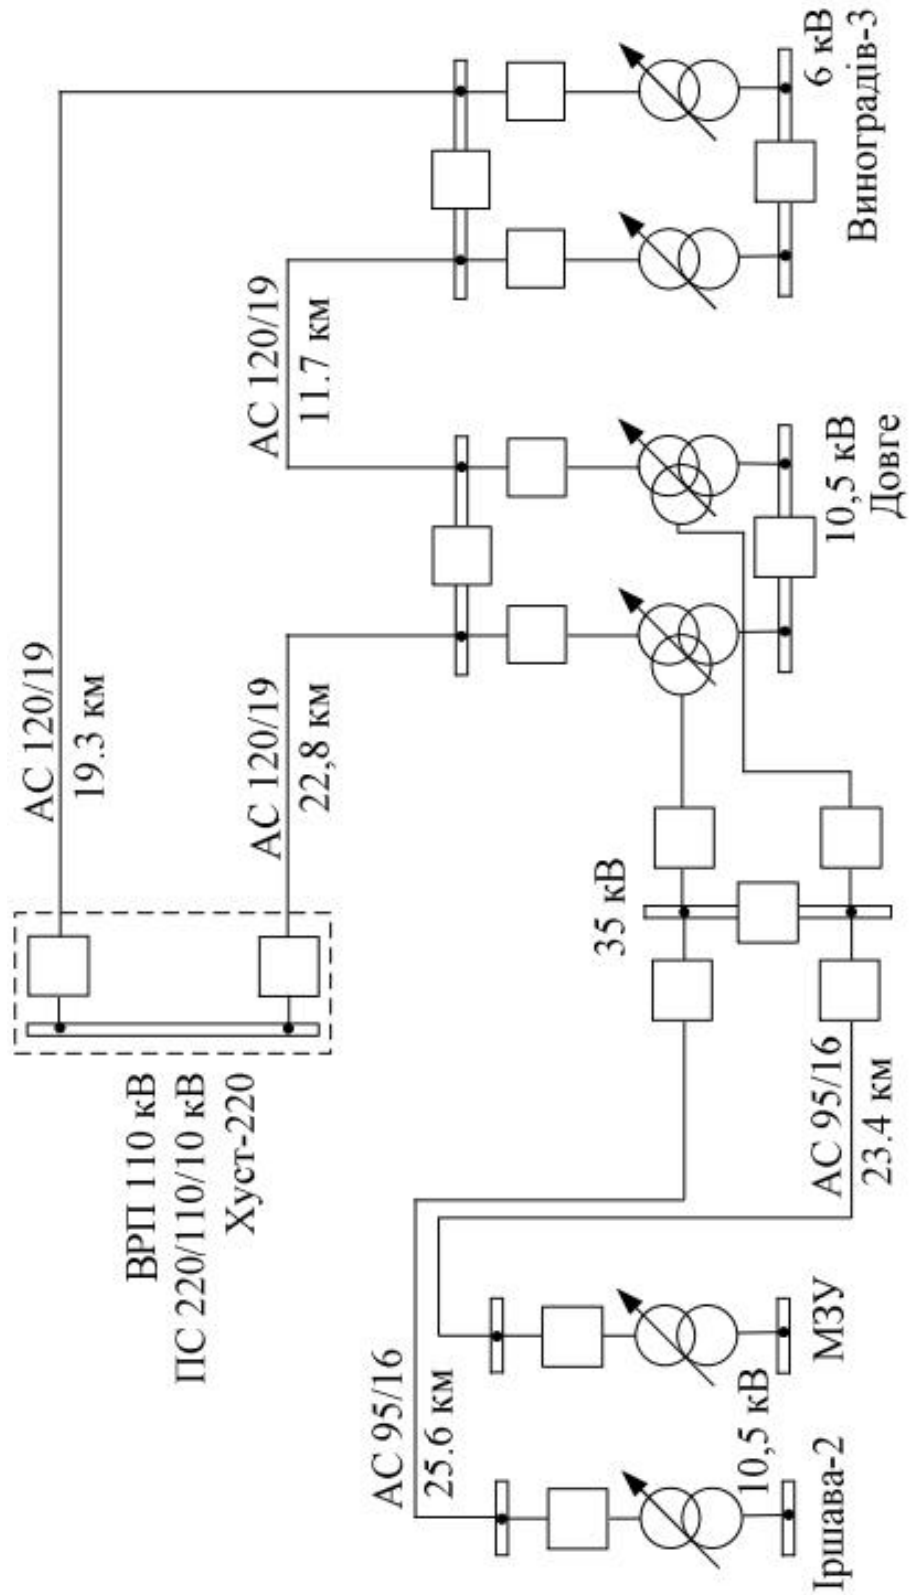 ВРП 110 кВ
ПС 220/110/10 кВ
Хуст-220
АС 120/19
19.3 км
АС 120/19
22,8 км
АС 120/19
11.7 км
6 кВ
Виноградів-3
10,5 кВ
Довге
35 кВ
АС 95/16
23.4 км
АС 95/16
25.6 км
10,5 кВ
МЗУ
Іршава-2